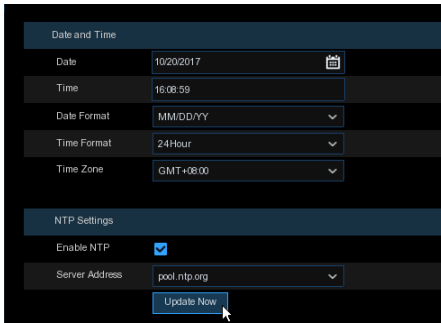 Date and Time
Date 10/20/2017
Time 16:08:59
Date Format MM/DD/YY
Time Format 24Hour
Time Zone GMT+08:00
NTP Settings
Enable NTP
Server Address pool.ntp.org
Update Now